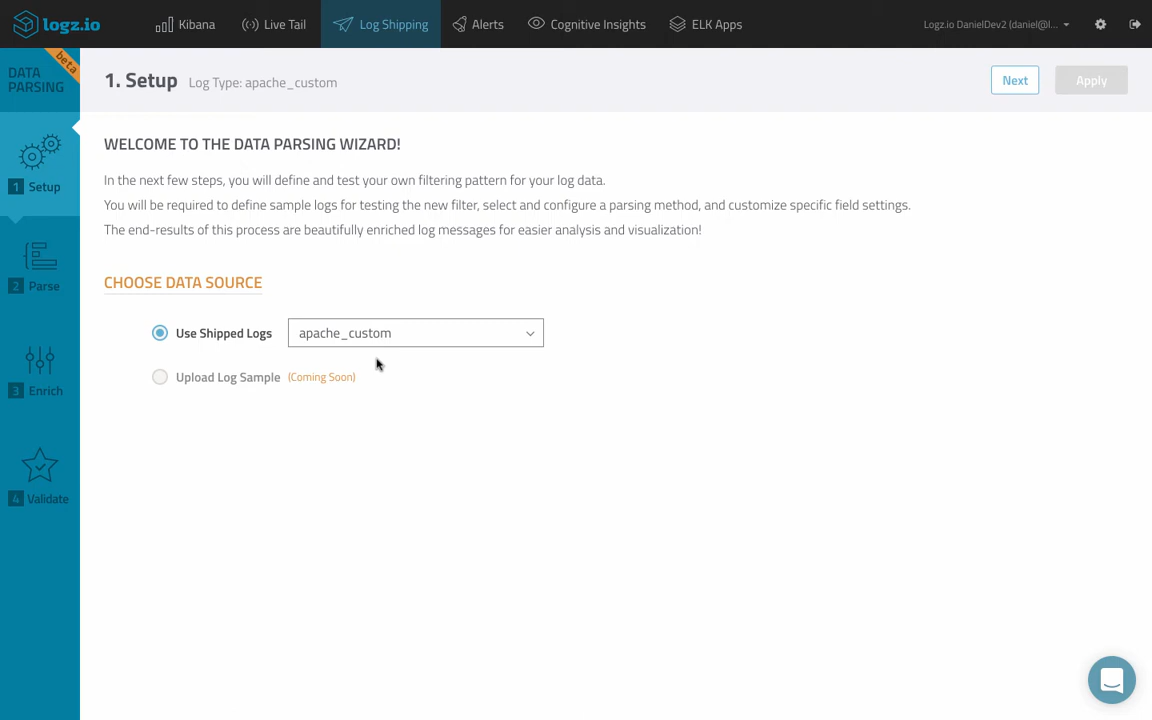 logz.io
Kibana
Live Tail
Log Shipping
Alerts
Cognitive Insights
ELK Apps
Logz.io DanielDev2 (daniel@l...
DATA
PARSING
beta
1. Setup
Log Type: apache_custom
Next
Apply
1 Setup
2 Parse
3 Enrich
4 Validate
WELCOME TO THE DATA PARSING WIZARD!
In the next few steps, you will define and test your own filtering pattern for your log data.
You will be required to define sample logs for testing the new filter, select and configure a parsing method, and customize specific field settings.
The end-results of this process are beautifully enriched log messages for easier analysis and visualization!
CHOOSE DATA SOURCE
Use Shipped Logs
apache_custom
Upload Log Sample (Coming Soon)